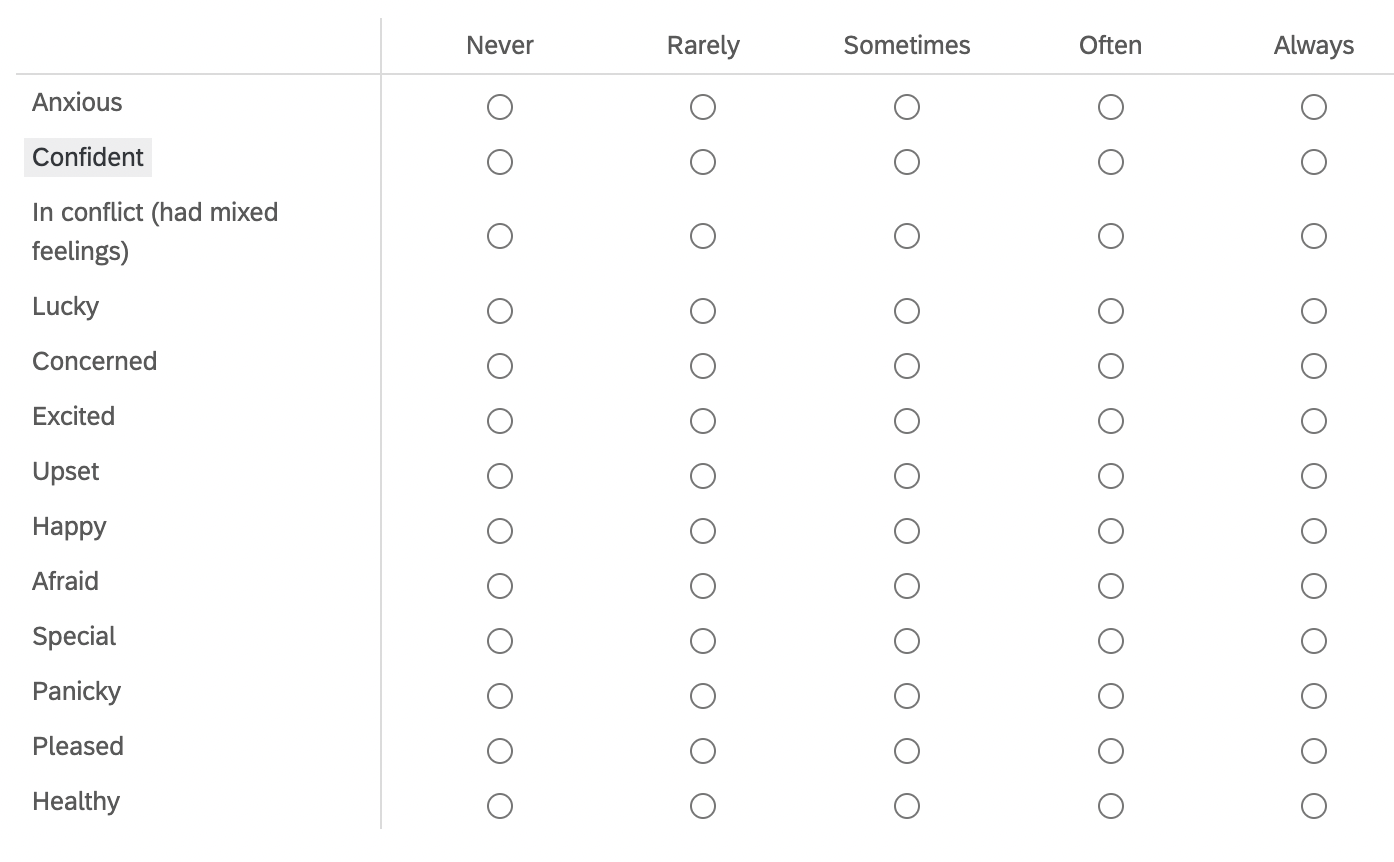 Never Rarely Sometimes Often Always
Anxious
Confident
In conflict (had mixed
feelings)
Lucky
Concerned
Excited
Upset
Happy
Afraid
Special
Panicky
Pleased
Healthy